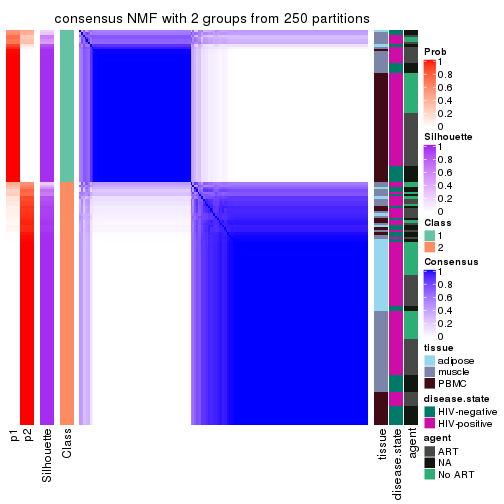 consensus NMF with 2 groups from 250 partitions
Prob
1
0.8
0.6
0.4
0.2
0
Silhouette
1
0.8
0.6
0.4
0.2
0
Class
1
2
Consensus
1
0.8
0.6
0.4
0.2
0
tissue
adipose
muscle
PBMC
disease.state
HIV-negative
HIV-positive
agent
ART
NA
No ART
p1
p2
Silhouette
Class
tissue
disease.state
agent